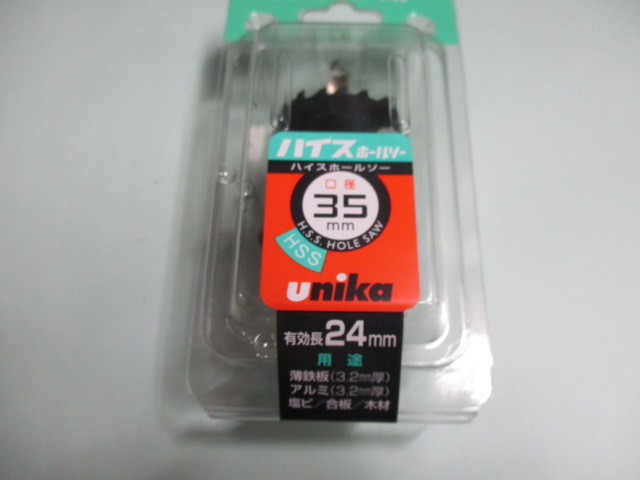 ハイスホールソー
ハイスホールソー
口径
35
mm
H.S.S. HOLE SAW
HSS
unika
有効長24mm
用途
薄鉄板(3.2mm厚)
アルミ(3.2mm厚)
塩ビ/合板/木材